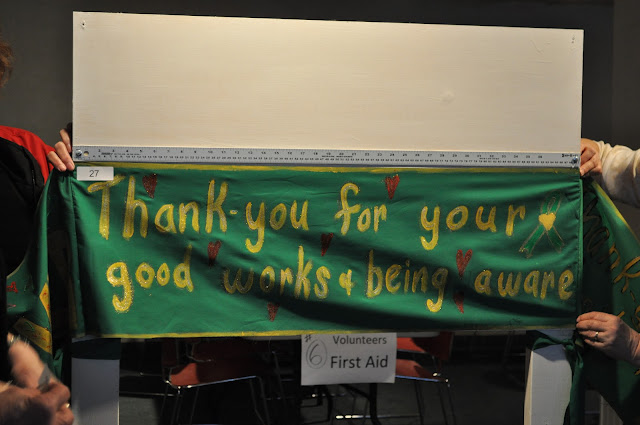 27
Thank-you for your
good works & being aware
#6 Volunteers
First Aid